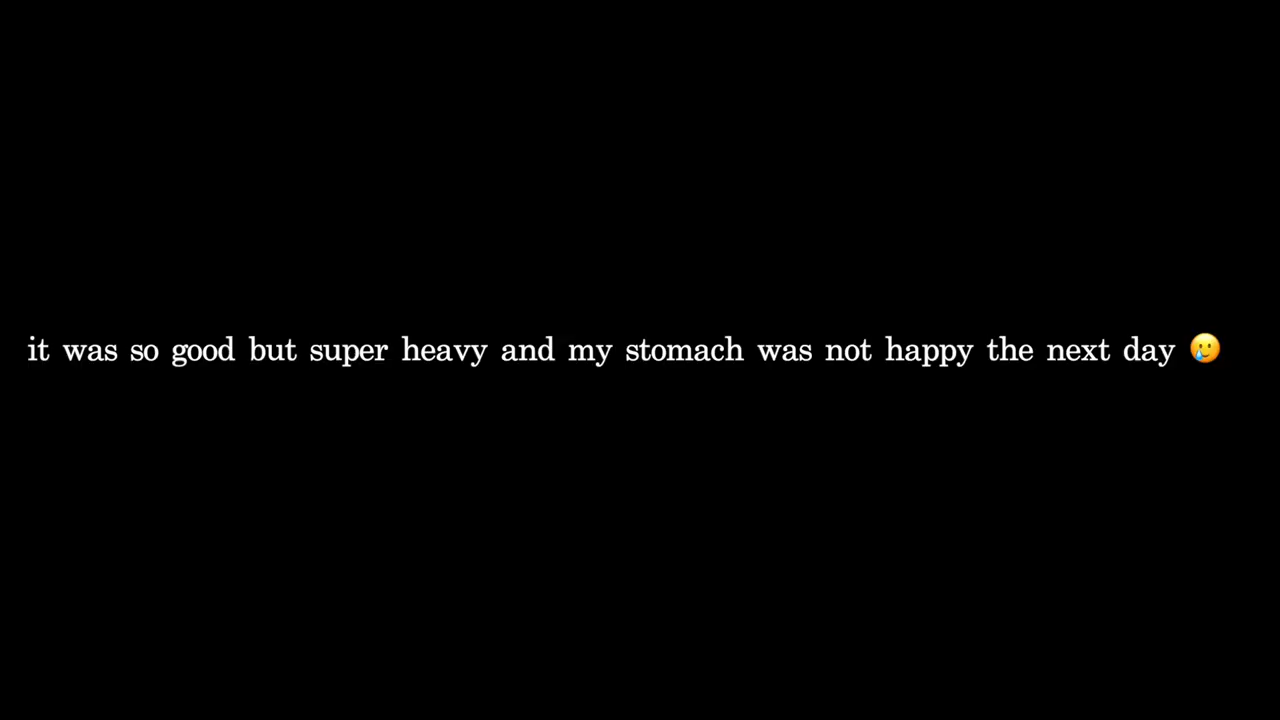 it was so good but super heavy and my stomach was not happy the next day 🥲